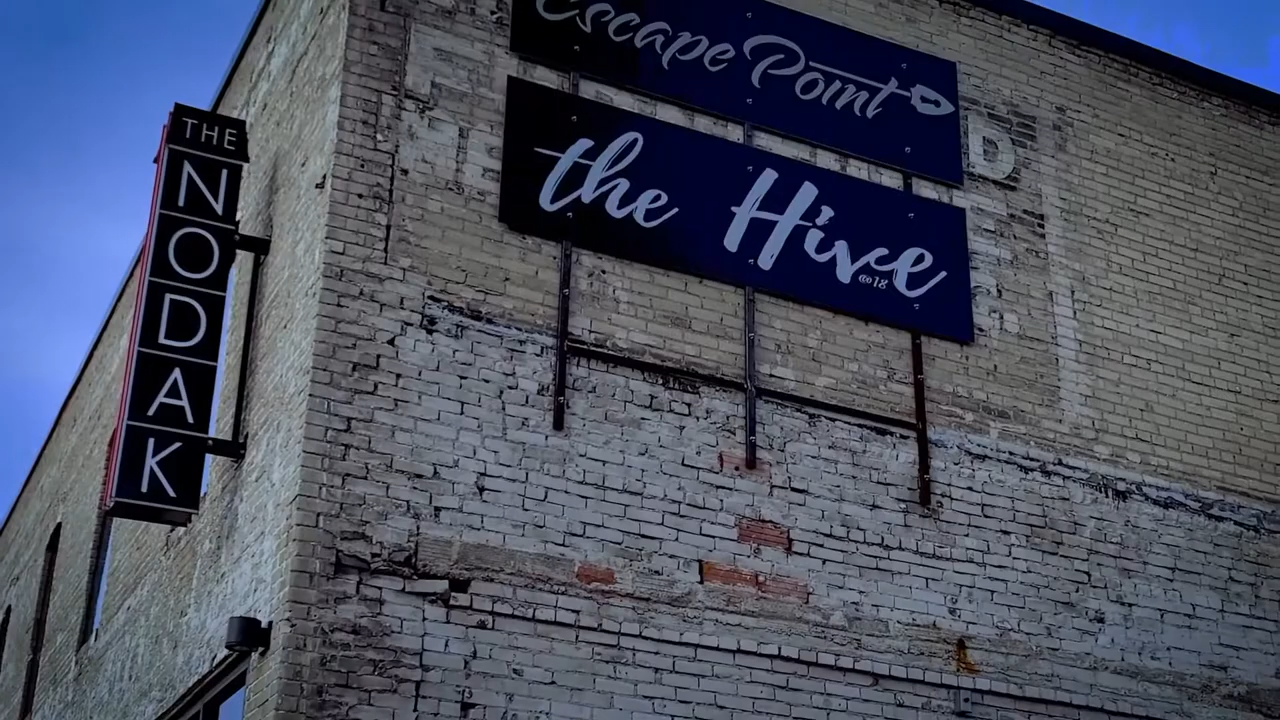 THE
NODAK
Escape Point
the Hive
@18
D